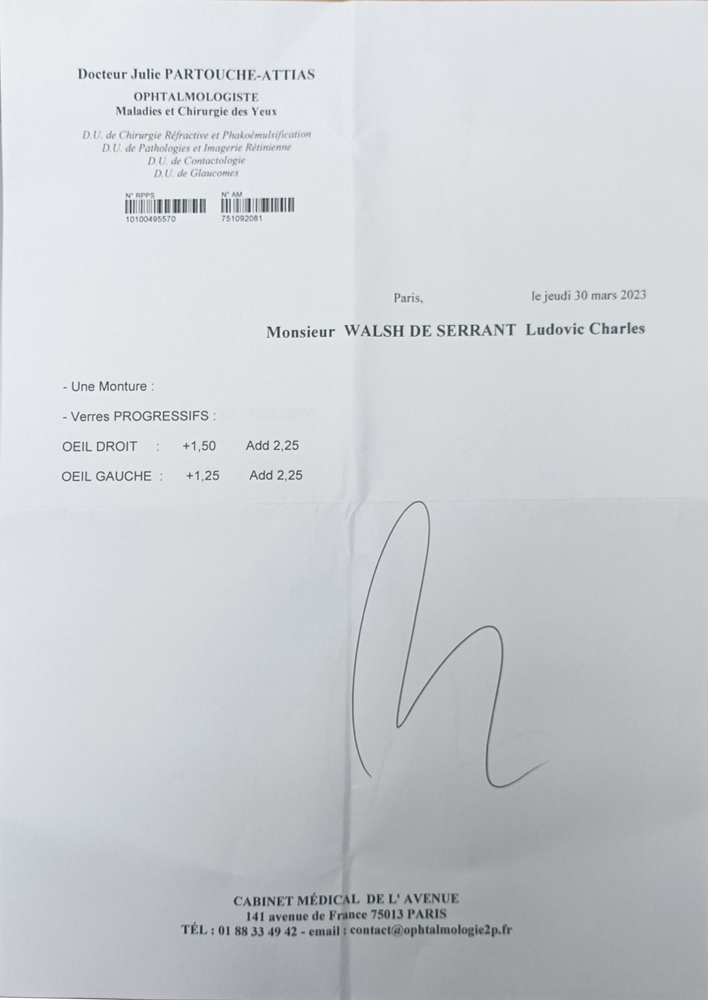 Docteur Julie PARTOUCHE-ATTIAS
OPHTALMOLOGISTE
Maladies et Chirurgie des Yeux
D.U. de Chirurgie Réfractive et Phakoémulsification
D.U. de Pathologies et Imagerie Rétinienne
D.U. de Contactologie
D.U. de Glaucomes
N° RPPS N° AM
10100495570 751092081
Paris, le jeudi 30 mars 2023
Monsieur WALSH DE SERRANT Ludovic Charles
- Une Monture :
- Verres PROGRESSIFS :
OEIL DROIT : +1,50 Add 2,25
OEIL GAUCHE : +1,25 Add 2,25
CABINET MÉDICAL DE L' AVENUE
141 avenue de France 75013 PARIS
TÉL : 01 88 33 49 42 - email : contact@ophtalmologie2p.fr